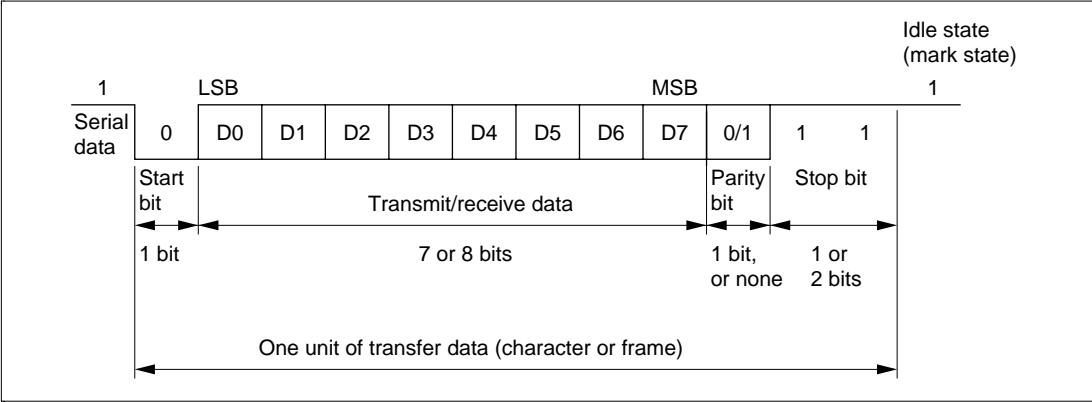 Idle state
(mark state)
1 LSB MSB 1
Serial
data
0 D0 D1 D2 D3 D4 D5 D6 D7 0/1 1 1
Start
bit
Transmit/receive data
Parity
bit
Stop bit
1 bit
7 or 8 bits
1 bit,
or none
1 or
2 bits
One unit of transfer data (character or frame)